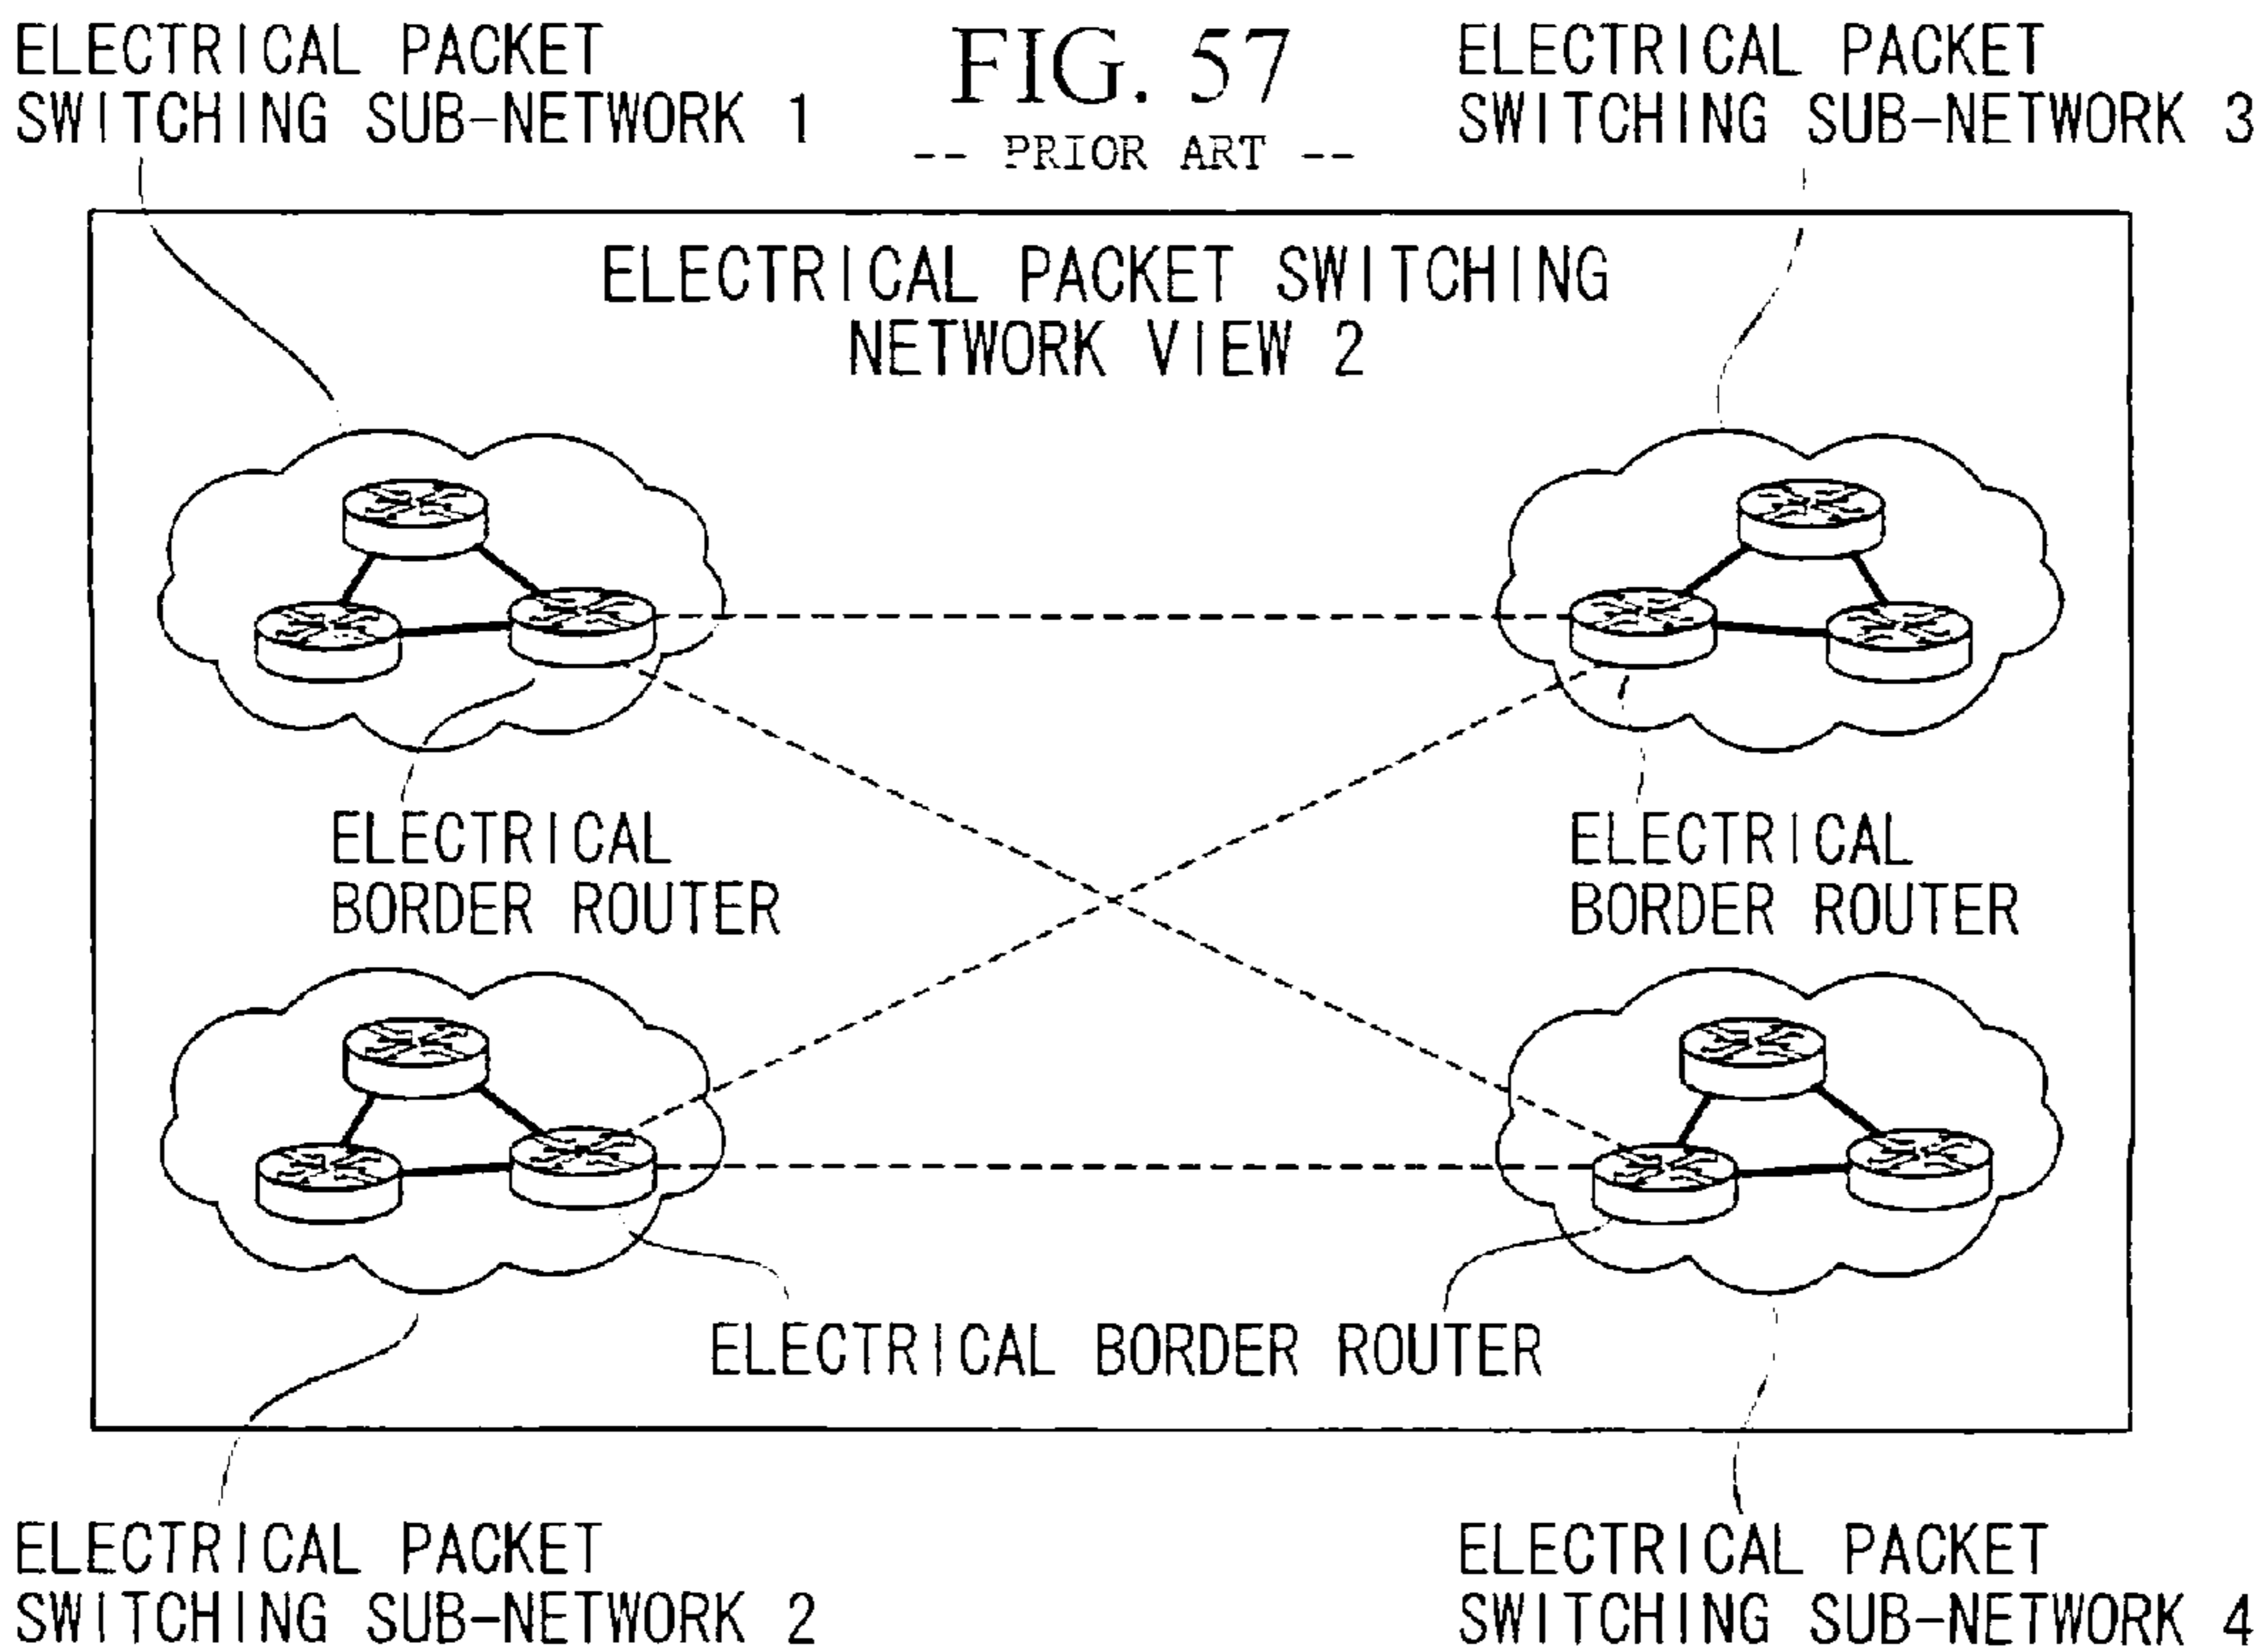 ELECTRICAL PACKET
SWITCHING SUB-NETWORK 1
FIG. 57
-- PRIOR ART --
ELECTRICAL PACKET
SWITCHING SUB-NETWORK 3
ELECTRICAL PACKET SWITCHING
NETWORK VIEW 2
ELECTRICAL
BORDER ROUTER
ELECTRICAL
BORDER ROUTER
ELECTRICAL BORDER ROUTER
ELECTRICAL PACKET
SWITCHING SUB-NETWORK 2
ELECTRICAL PACKET
SWITCHING SUB-NETWORK 4